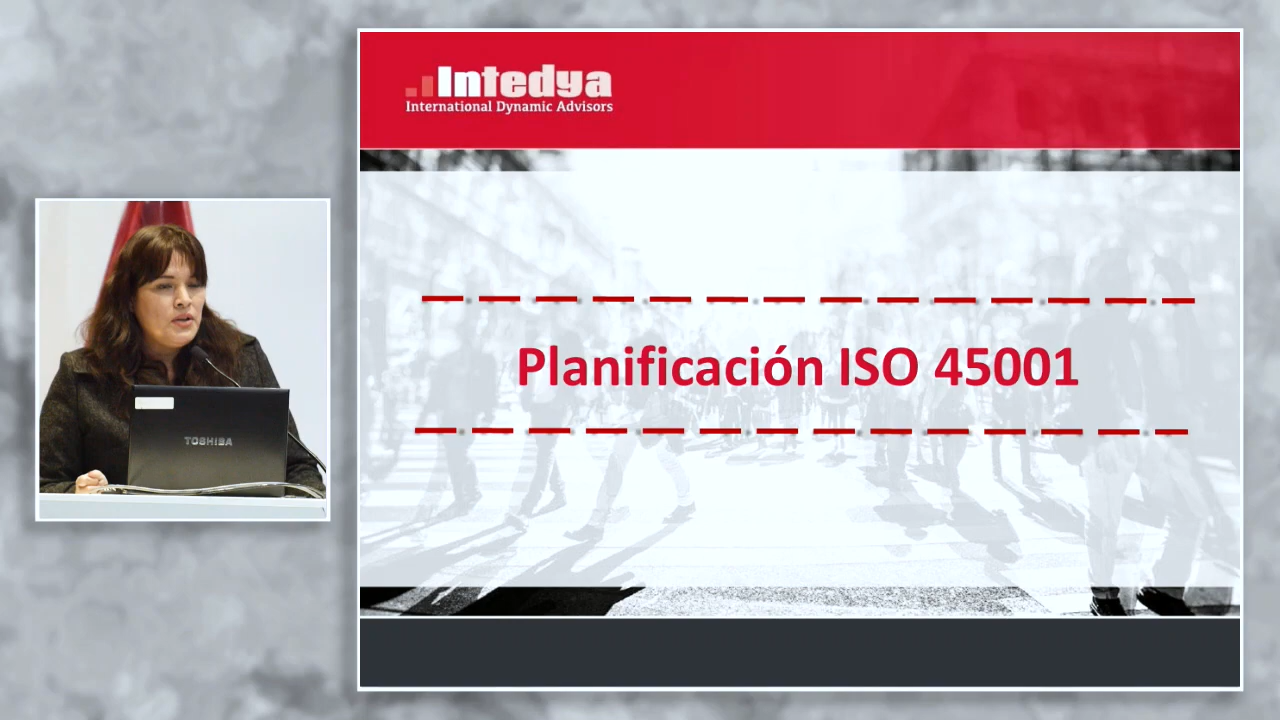 Intedya
International Dynamic Advisors
Planificación ISO 45001
TOSHIBA